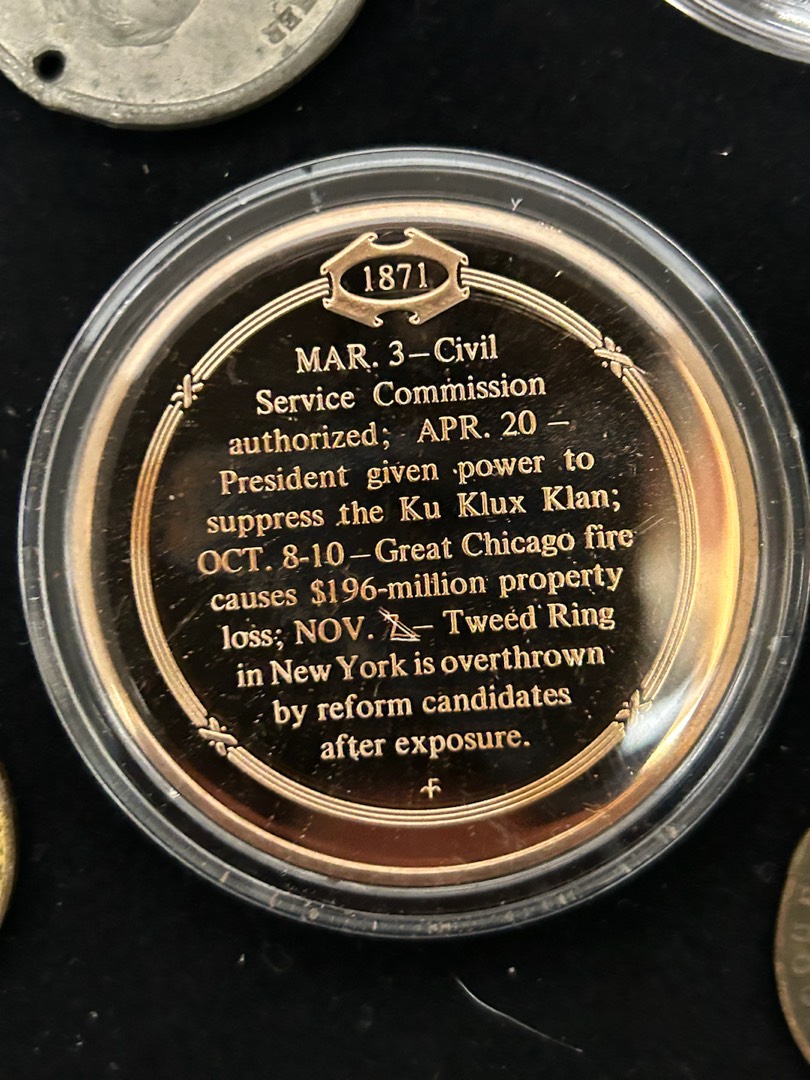 TER
1871
MAR. 3–Civil
Service Commission
authorized; APR. 20 –
President given power to
suppress the Ku Klux Klan;
OCT. 8-10–Great Chicago fire
causes $196-million property
loss; NOV. – Tweed Ring
in New York is overthrown
by reform candidates
after exposure.